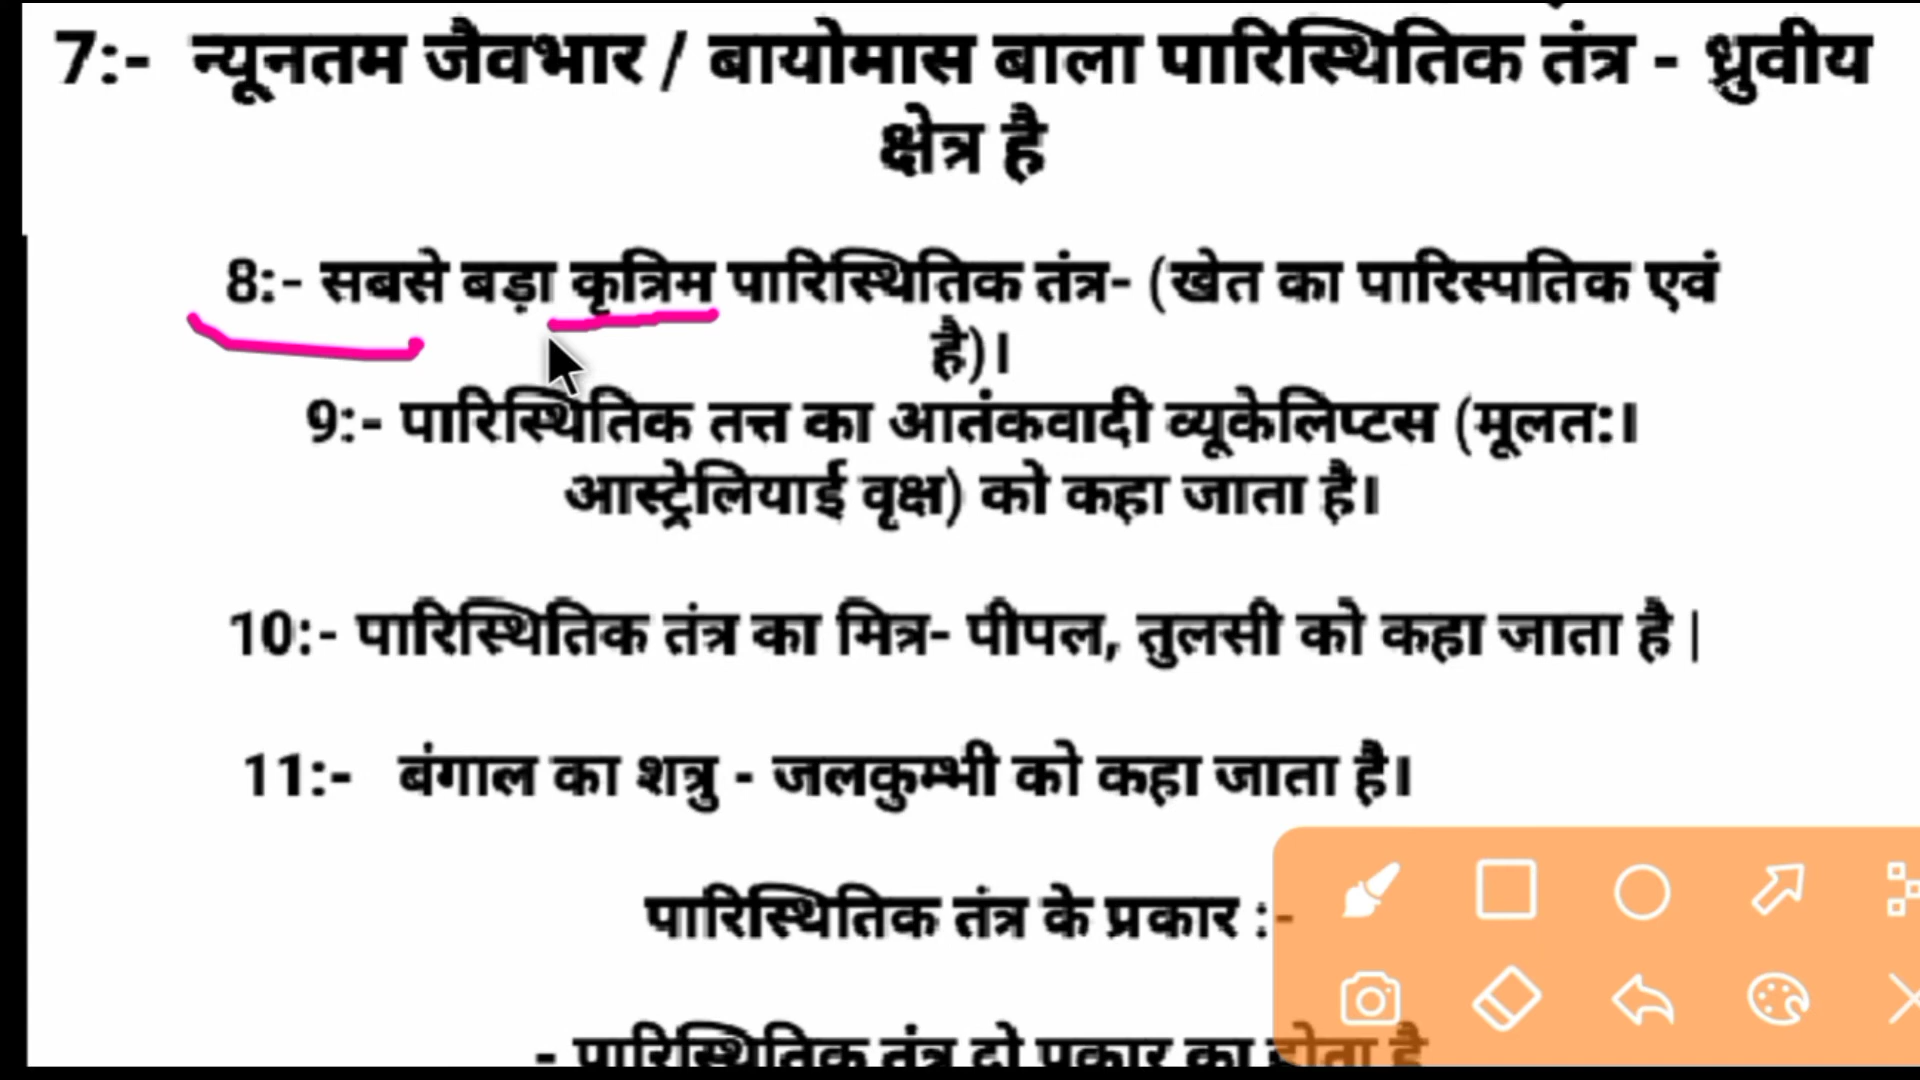 7:- न्यूनतम जैवभार / बायोमास बाला पारिस्थितिक तंत्र - ध्रुवीय
क्षेत्र है
8:- सबसे बड़ा कृत्रिम पारिस्थितिक तंत्र- (खेत का पारिस्पतिक एवं
है)।
9:- पारिस्थितिक तत्त का आतंकवादी व्यूकेलिप्टस (मूलत:।
आस्ट्रेलियाई वृक्ष) को कहा जाता है।
10:- पारिस्थितिक तंत्र का मित्र- पीपल, तुलसी को कहा जाता है |
11:- बंगाल का शत्रु - जलकुम्भी को कहा जाता है।
पारिस्थितिक तंत्र के प्रकार :-
- पारिस्थितिक तंत्र दो प्रकार का होता है